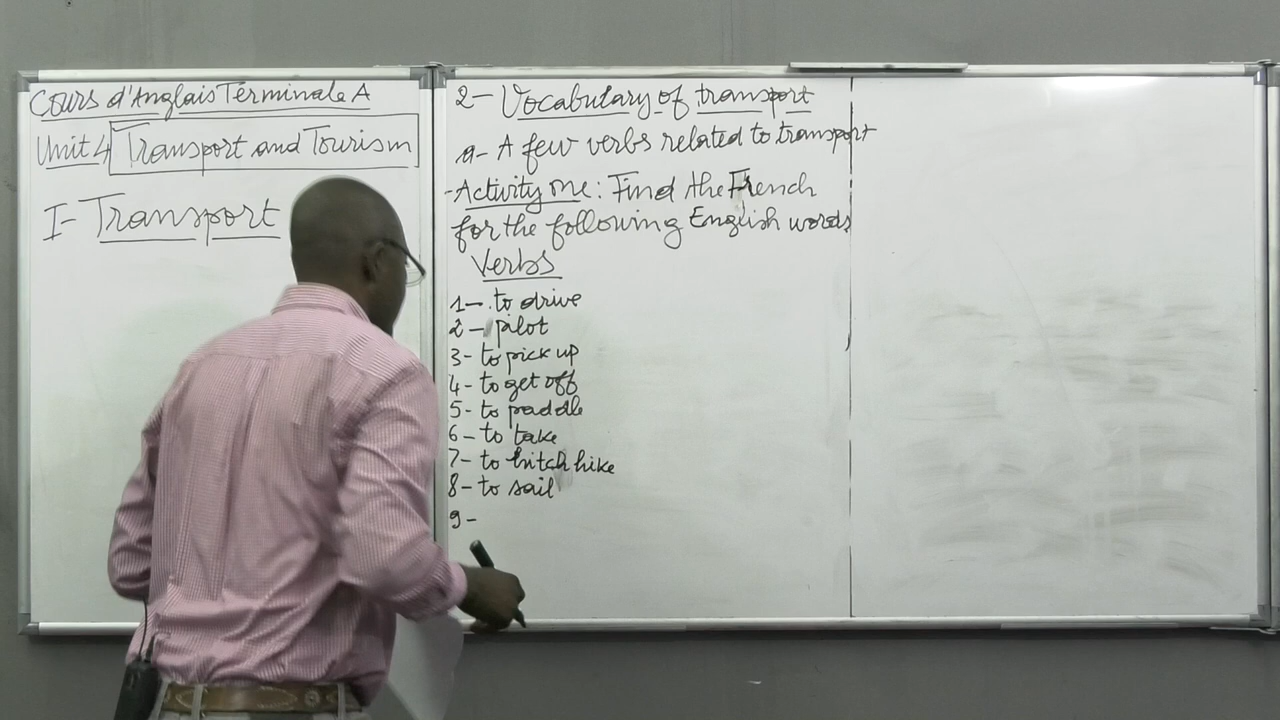 Cours d'Anglais Terminale A
Unit 4 Transport and Tourism
I- Transport
2- Vocabulary of transport
a- A few verbs related to transport
- Activity one: Find the French
for the following English words
Verbs
1- to drive
2- pilot
3- to pick up
4- to get off
5- to paddle
6- to take
7- to hitch hike
8- to sail
9-